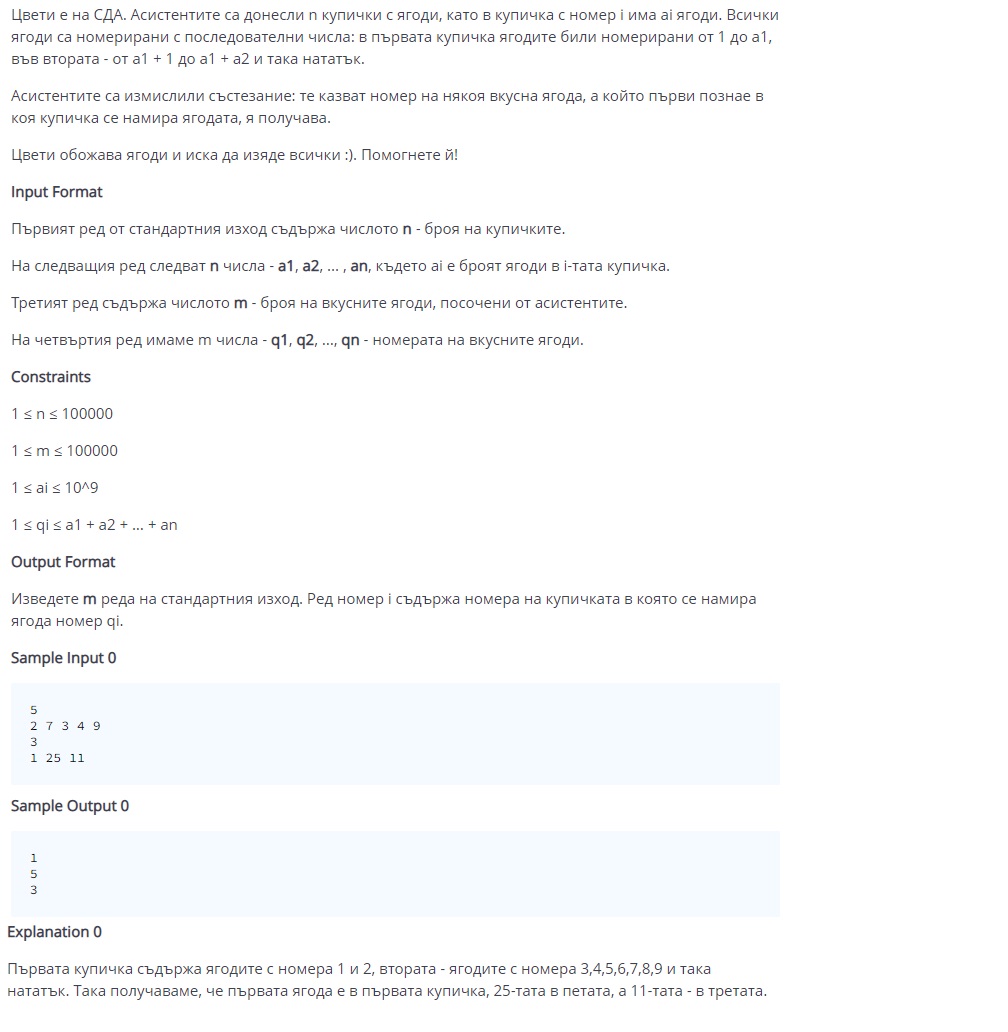 Цвети е на СДА. Асистентите са донесли n купички с ягоди, като в купичка с номер i има ai ягоди. Всички
ягоди са номерирани с последователни числа: в първата купичка ягодите били номерирани от 1 до a1,
във втората - от a1 + 1 до a1 + a2 и така нататък.
Асистентите са измислили състезание: те казват номер на някоя вкусна ягода, а който първи познае в
коя купичка се намира ягодата, я получава.
Цвети обожава ягоди и иска да изяде всички :). Помогнете й!
Input Format
Първият ред от стандартния изход съдържа числото n - броя на купичките.
На следващия ред следват n числа - a1, a2, ... , an, където ai е броят ягоди в i-тата купичка.
Третият ред съдържа числото m - броя на вкусните ягоди, посочени от асистентите.
На четвъртия ред имаме m числа - q1, q2, ..., qn - номерата на вкусните ягоди.
Constraints
1 ≤ n ≤ 100000
1 ≤ m ≤ 100000
1 ≤ ai ≤ 10^9
1 ≤ qi ≤ a1 + a2 + ... + an
Output Format
Изведете m реда на стандартния изход. Ред номер i съдържа номера на купичката в която се намира
ягода номер qi.
Sample Input 0
5
2 7 3 4 9
3
1 25 11
Sample Output 0
1
5
3
Explanation 0
Първата купичка съдържа ягодите с номера 1 и 2, втората - ягодите с номера 3,4,5,6,7,8,9 и така
нататък. Така получаваме, че първата ягода е в първата купичка, 25-тата в петата, а 11-тата - в третата.